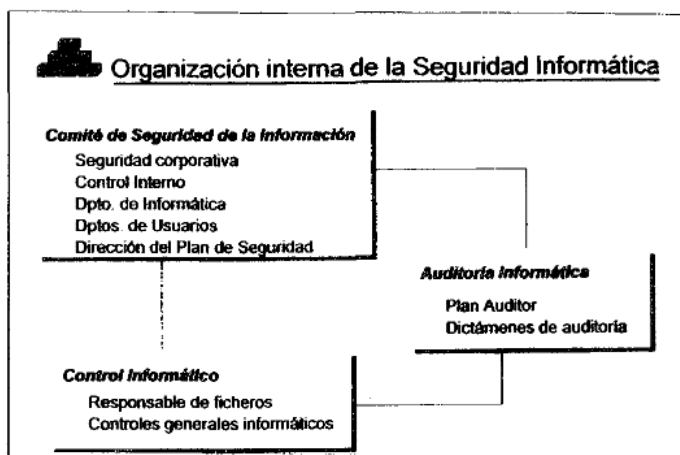 Organización interna de la Seguridad Informática
Comité de Seguridad de la Información
Seguridad corporativa
Control Interno
Dpto. de Informática
Dptos. de Usuarios
Dirección del Plan de Seguridad
Auditoría Informática
Plan Auditor
Dictámenes de auditoría
Control Informático
Responsable de ficheros
Controles generales informáticos